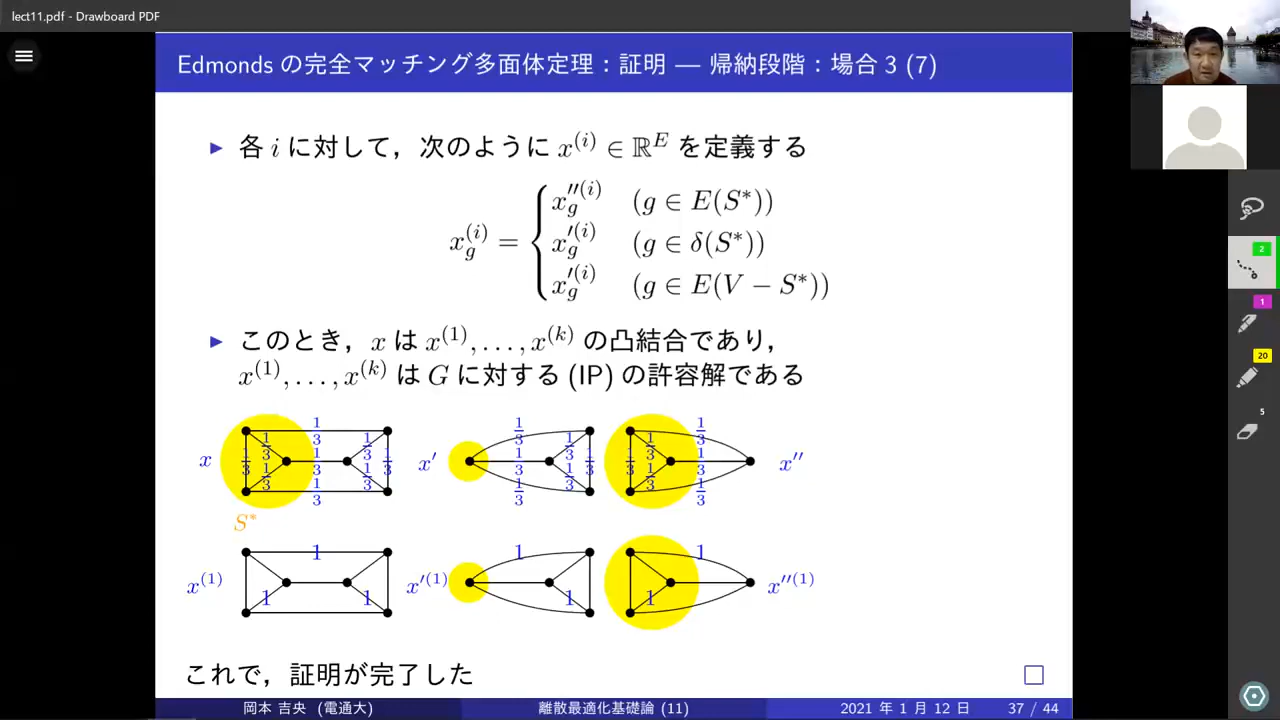 lect11.pdf - Drawboard PDF
Edmonds の完全マッチング多面体定理：証明 — 帰納段階：場合 3 (7)
▶ 各 i に対して，次のように x^(i) ∈ ℝ^E を定義する
x_g^(i) = { x_g''^(i) (g ∈ E(S*))
x_g'^(i) (g ∈ δ(S*))
x_g'^(i) (g ∈ E(V − S*))
▶ このとき，x は x^(1), . . . , x^(k) の凸結合であり，
x^(1), . . . , x^(k) は G に対する (IP) の許容解である
x 1/3 1/3 1/3 1/3 1/3 1/3 1/3 1/3 1/3
x' 1/3 1/3 1/3 1/3 1/3 1/3
1/3 1/3 1/3 1/3 1/3 1/3 x''
S*
x^(1) 1 1 1
x'^(1) 1 1
1 1 x''^(1)
これで，証明が完了した □
岡本 吉央 (電通大) 離散最適化基礎論 (11) 2021 年 1 月 12 日 37 / 44
2
1
20
5